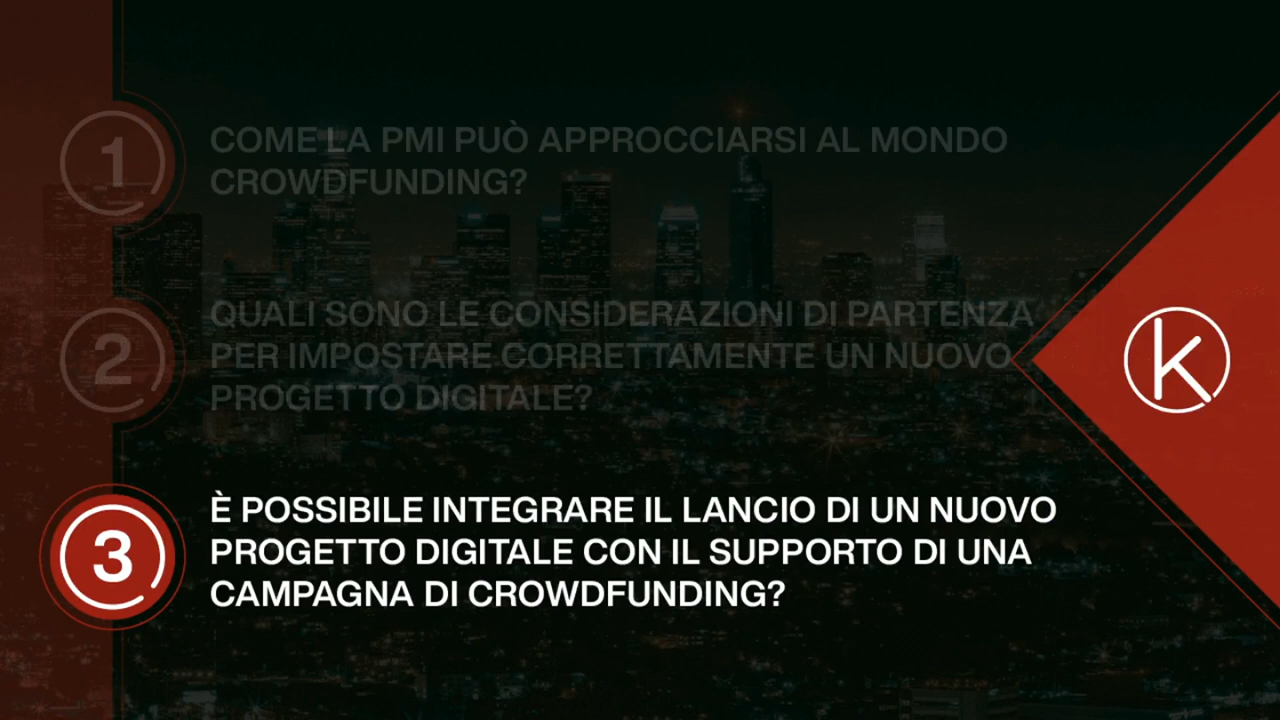 1
COME LA PMI PUÒ APPROCCIARSI AL MONDO
CROWDFUNDING?
2
QUALI SONO LE CONSIDERAZIONI DI PARTENZA
PER IMPOSTARE CORRETTAMENTE UN NUOVO
PROGETTO DIGITALE?
3
È POSSIBILE INTEGRARE IL LANCIO DI UN NUOVO
PROGETTO DIGITALE CON IL SUPPORTO DI UNA
CAMPAGNA DI CROWDFUNDING?
K